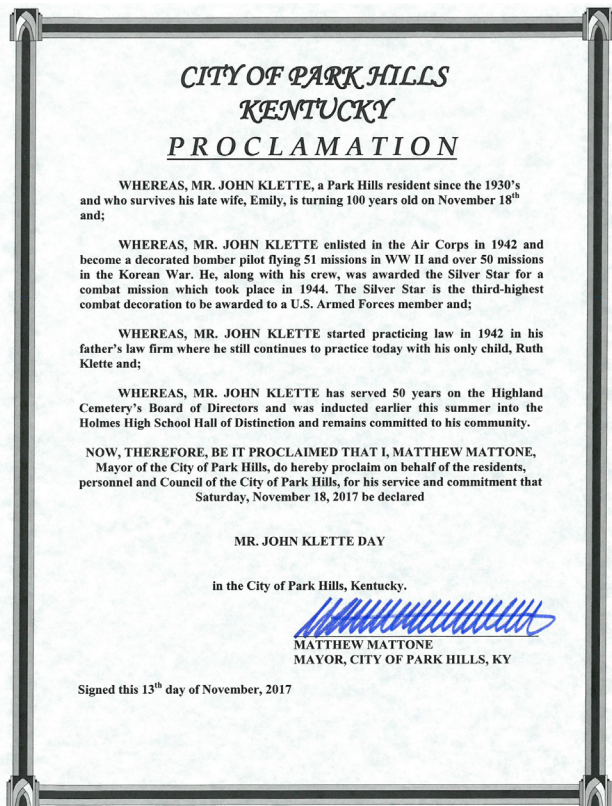 CITY OF PARK HILLS
KENTUCKY
PROCLAMATION
WHEREAS, MR. JOHN KLETTE, a Park Hills resident since the 1930's
and who survives his late wife, Emily, is turning 100 years old on November 18th
and;
WHEREAS, MR. JOHN KLETTE enlisted in the Air Corps in 1942 and
become a decorated bomber pilot flying 51 missions in WW II and over 50 missions
in the Korean War. He, along with his crew, was awarded the Silver Star for a
combat mission which took place in 1944. The Silver Star is the third-highest
combat decoration to be awarded to a U.S. Armed Forces member and;
WHEREAS, MR. JOHN KLETTE started practicing law in 1942 in his
father's law firm where he still continues to practice today with his only child, Ruth
Klette and;
WHEREAS, MR. JOHN KLETTE has served 50 years on the Highland
Cemetery's Board of Directors and was inducted earlier this summer into the
Holmes High School Hall of Distinction and remains committed to his community.
NOW, THEREFORE, BE IT PROCLAIMED THAT I, MATTHEW MATTONE,
Mayor of the City of Park Hills, do hereby proclaim on behalf of the residents,
personnel and Council of the City of Park Hills, for his service and commitment that
Saturday, November 18, 2017 be declared
MR. JOHN KLETTE DAY
in the City of Park Hills, Kentucky.
MATTHEW MATTONE
MAYOR, CITY OF PARK HILLS, KY
Signed this 13th day of November, 2017